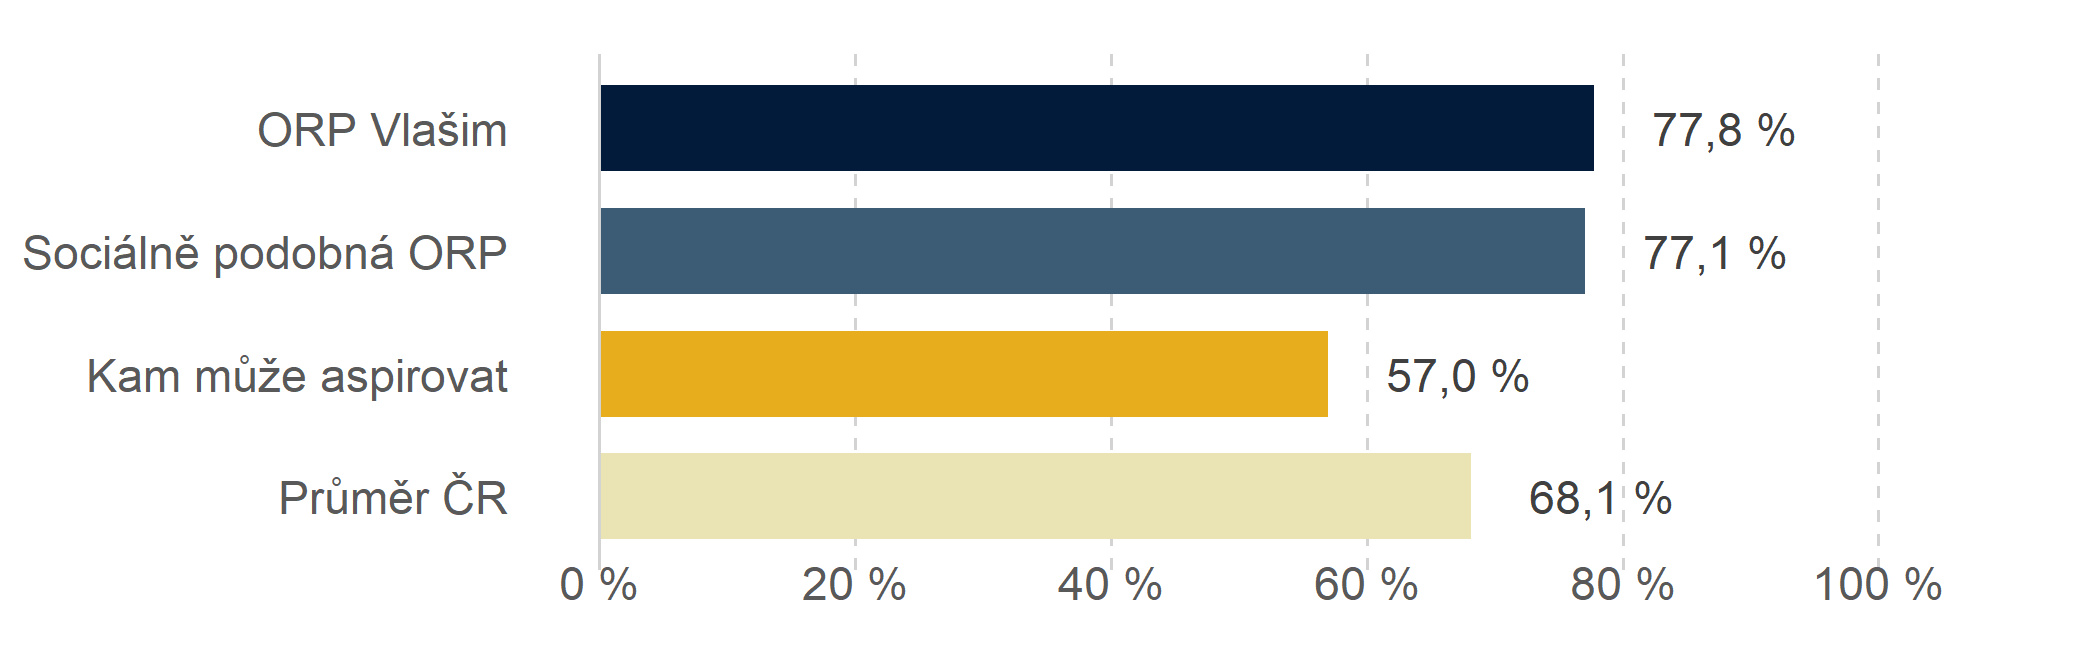 ORP Vlašim 77,8 %
Sociálně podobná ORP 77,1 %
Kam může aspirovat 57,0 %
Průměr ČR 68,1 %
0 % 20 % 40 % 60 % 80 % 100 %